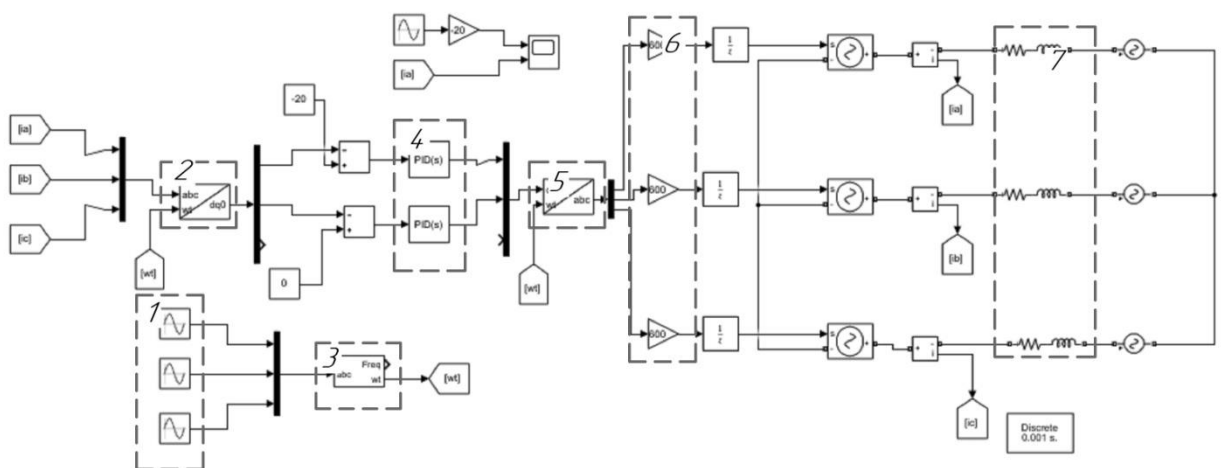 -20
[ia]
6
600
1
z
s
+
-
+
-
i
7
[ia]
-20
[ia]
4
PID(s)
-
+
[ib]
2
abc
wt
dq0
5
wt
abc
600
1
z
s
+
-
+
-
i
[ic]
-
+
PID(s)
[wt]
0
[wt]
[ib]
1
3
abc
Freq
wt
[wt]
600
1
z
s
+
-
+
-
i
[ic]
Discrete
0.001 s.